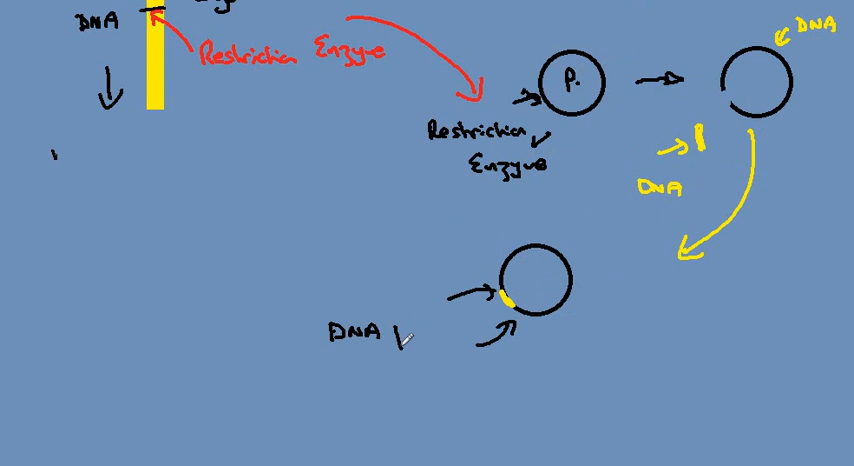 DNA
Restriction Enzyme
P.
DNA
Restriction
Enzyme
DNA
DNA